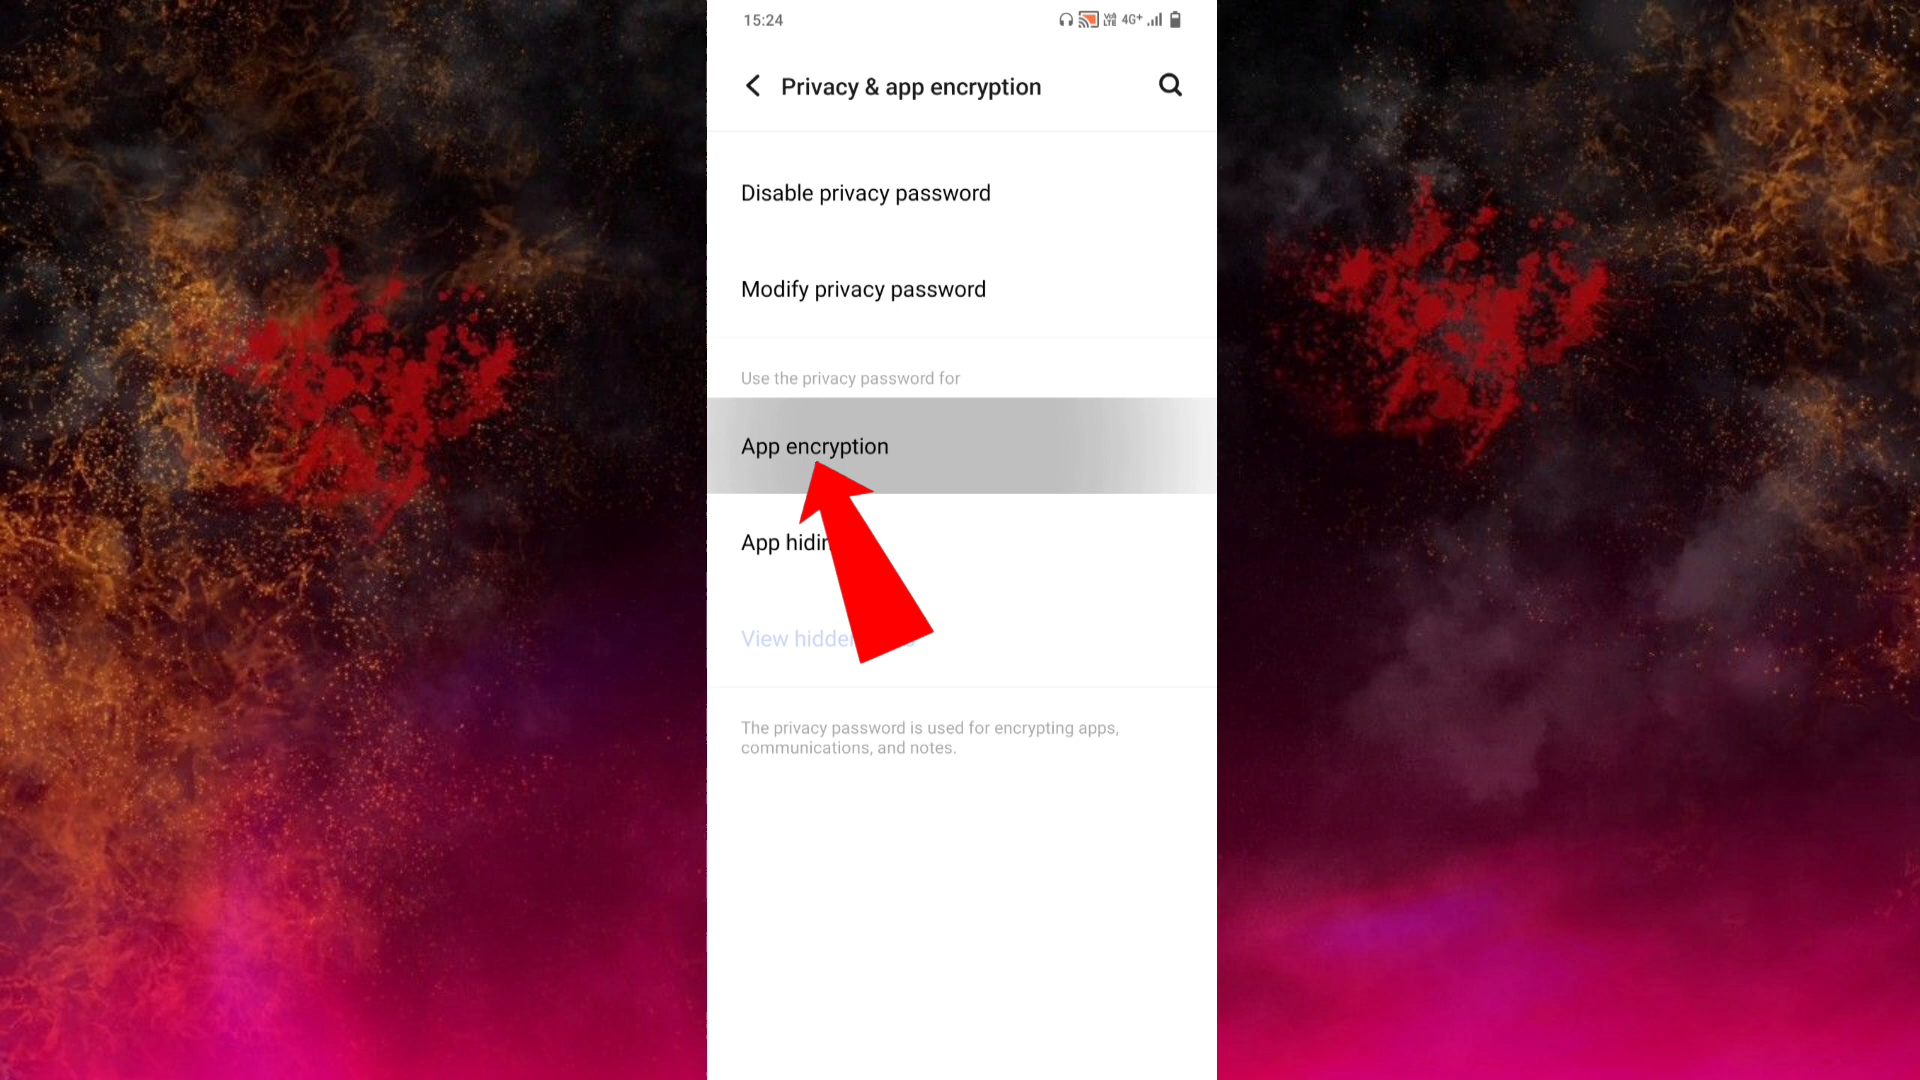 15:24 4G+
Privacy & app encryption
Disable privacy password
Modify privacy password
Use the privacy password for
App encryption
App hidin
View hidde
The privacy password is used for encrypting apps,
communications, and notes.